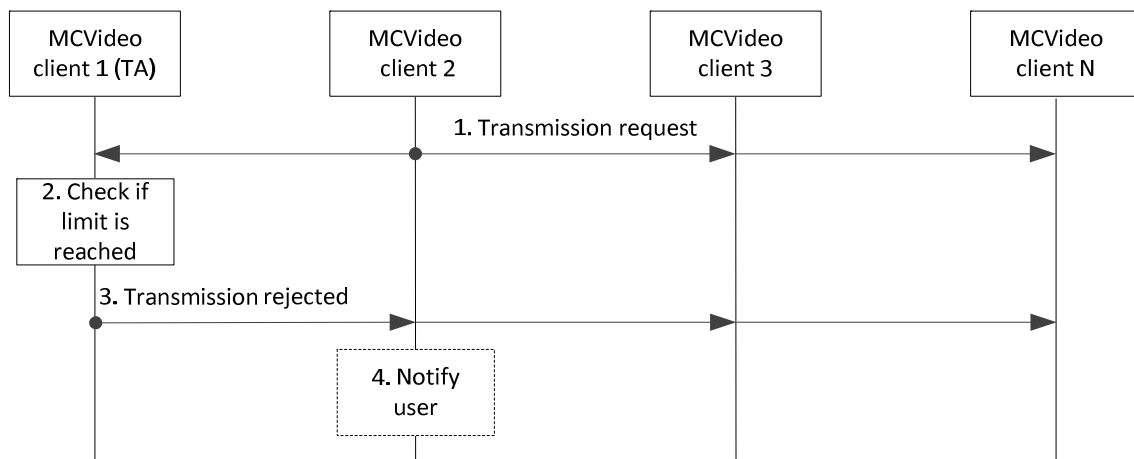 MCVideo
client 1 (TA)
MCVideo
client 2
MCVideo
client 3
MCVideo
client N
1. Transmission request
2. Check if
limit is
reached
3. Transmission rejected
4. Notify
user